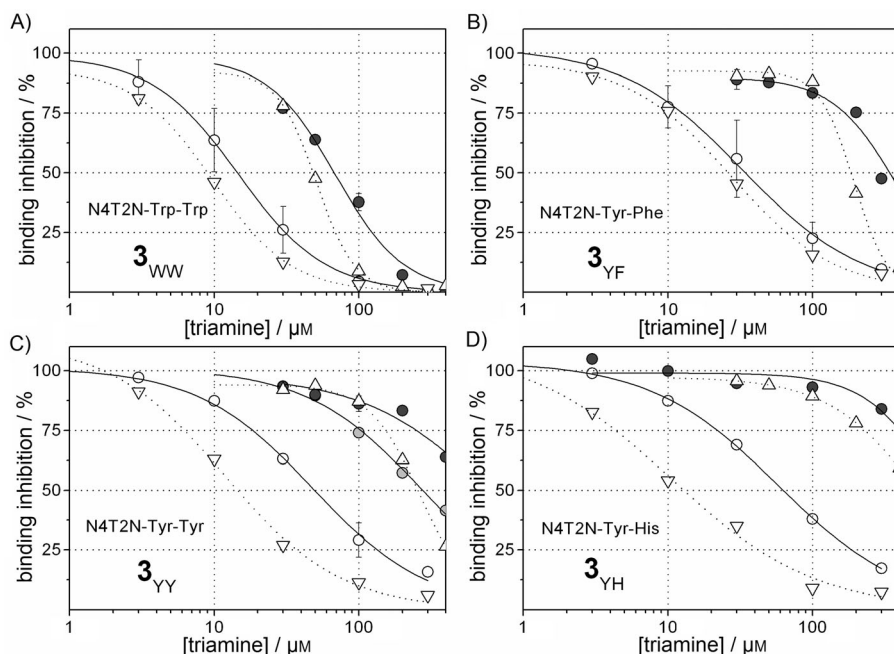 A)
100
75
50
25
binding inhibition / %
N4T2N-Trp-Trp
3WW
1
10
100
[triamine] / µM
B)
100
75
50
25
binding inhibition / %
N4T2N-Tyr-Phe
3YF
1
10
100
[triamine] / µM
C)
100
75
50
25
binding inhibition / %
N4T2N-Tyr-Tyr
3YY
1
10
100
[triamine] / µM
D)
100
75
50
25
binding inhibition / %
N4T2N-Tyr-His
3YH
1
10
100
[triamine] / µM